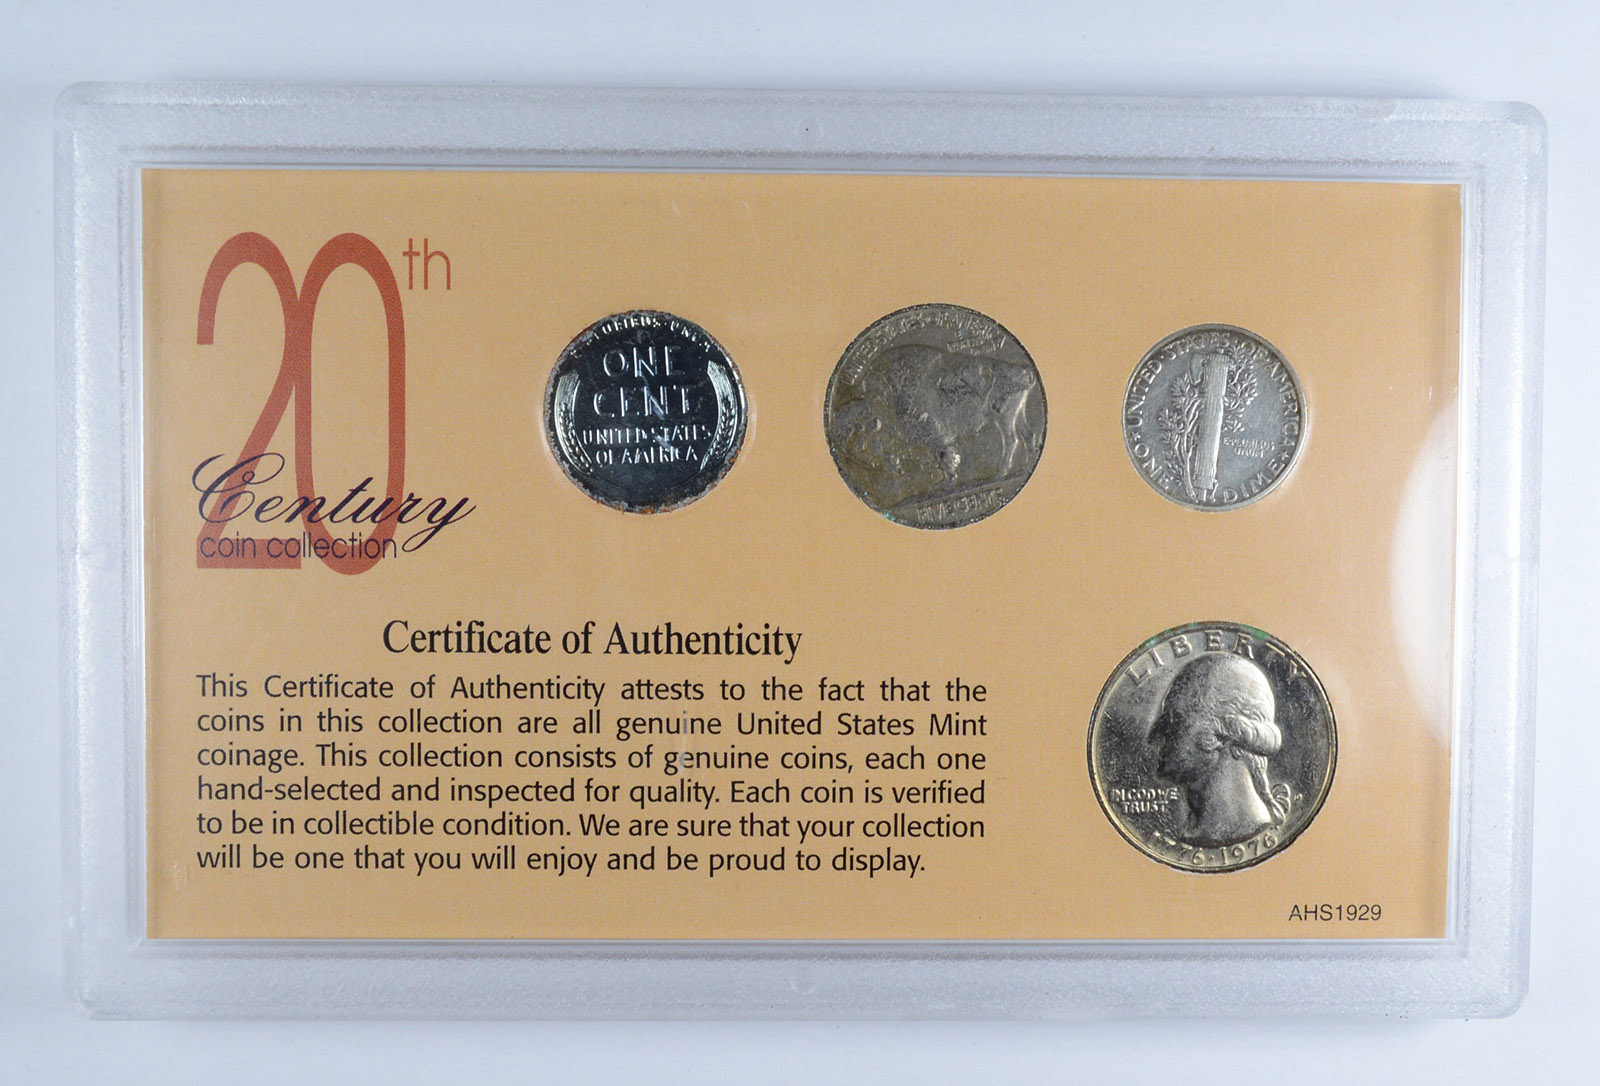 20th
Century
coin collection
PLURIBUS · UNUM
ONE
CENT
UNITED STATES
OF AMERICA
UNITED STATES OF AMERICA
FIVE CENTS
UNITED · STATES · OF · AMERICA
E · PLURIBUS
UNUM
ONE DIME
Certificate of Authenticity
This Certificate of Authenticity attests to the fact that the
coins in this collection are all genuine United States Mint
coinage. This collection consists of genuine coins, each one
hand-selected and inspected for quality. Each coin is verified
to be in collectible condition. We are sure that your collection
will be one that you will enjoy and be proud to display.
LIBERTY
IN GOD WE
TRUST
1776 · 1976
AHS1929